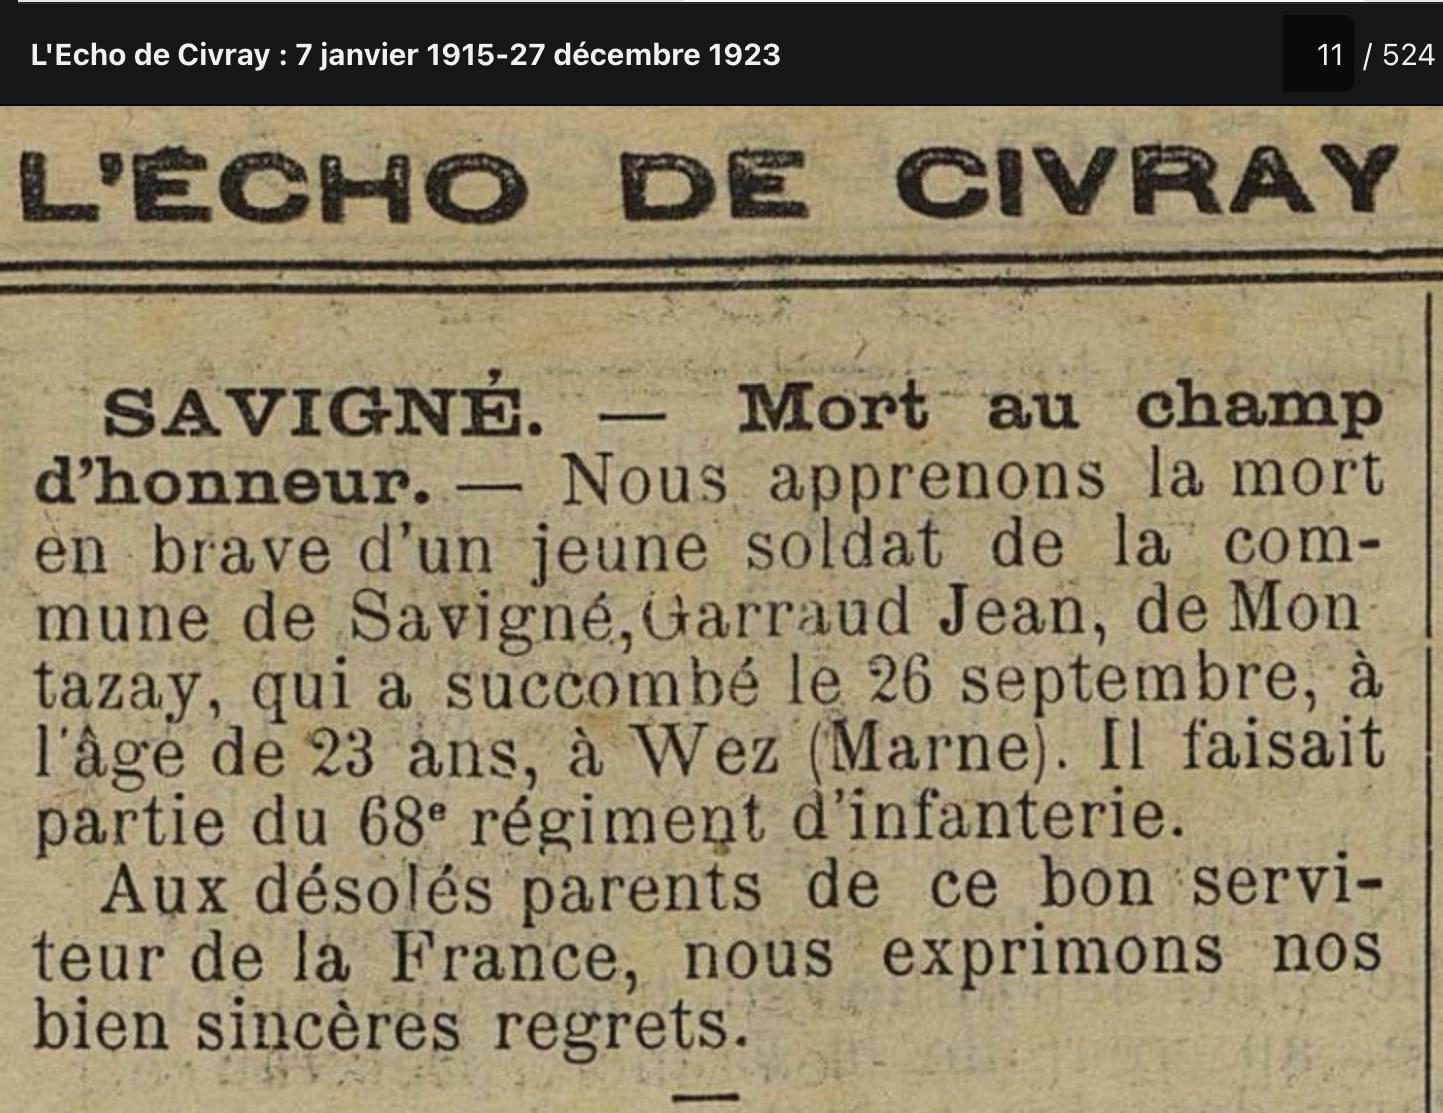 L'Echo de Civray : 7 janvier 1915-27 décembre 1923
11 / 524
L'ÉCHO DE CIVRAY
SAVIGNÉ. — Mort au champ
d'honneur. — Nous apprenons la mort
en brave d'un jeune soldat de la com-
mune de Savigné, Garraud Jean, de Mon
tazay, qui a succombé le 26 septembre, à
l'âge de 23 ans, à Wez (Marne). Il faisait
partie du 68e régiment d'infanterie.
Aux désolés parents de ce bon servi-
teur de la France, nous exprimons nos
bien sincères regrets.